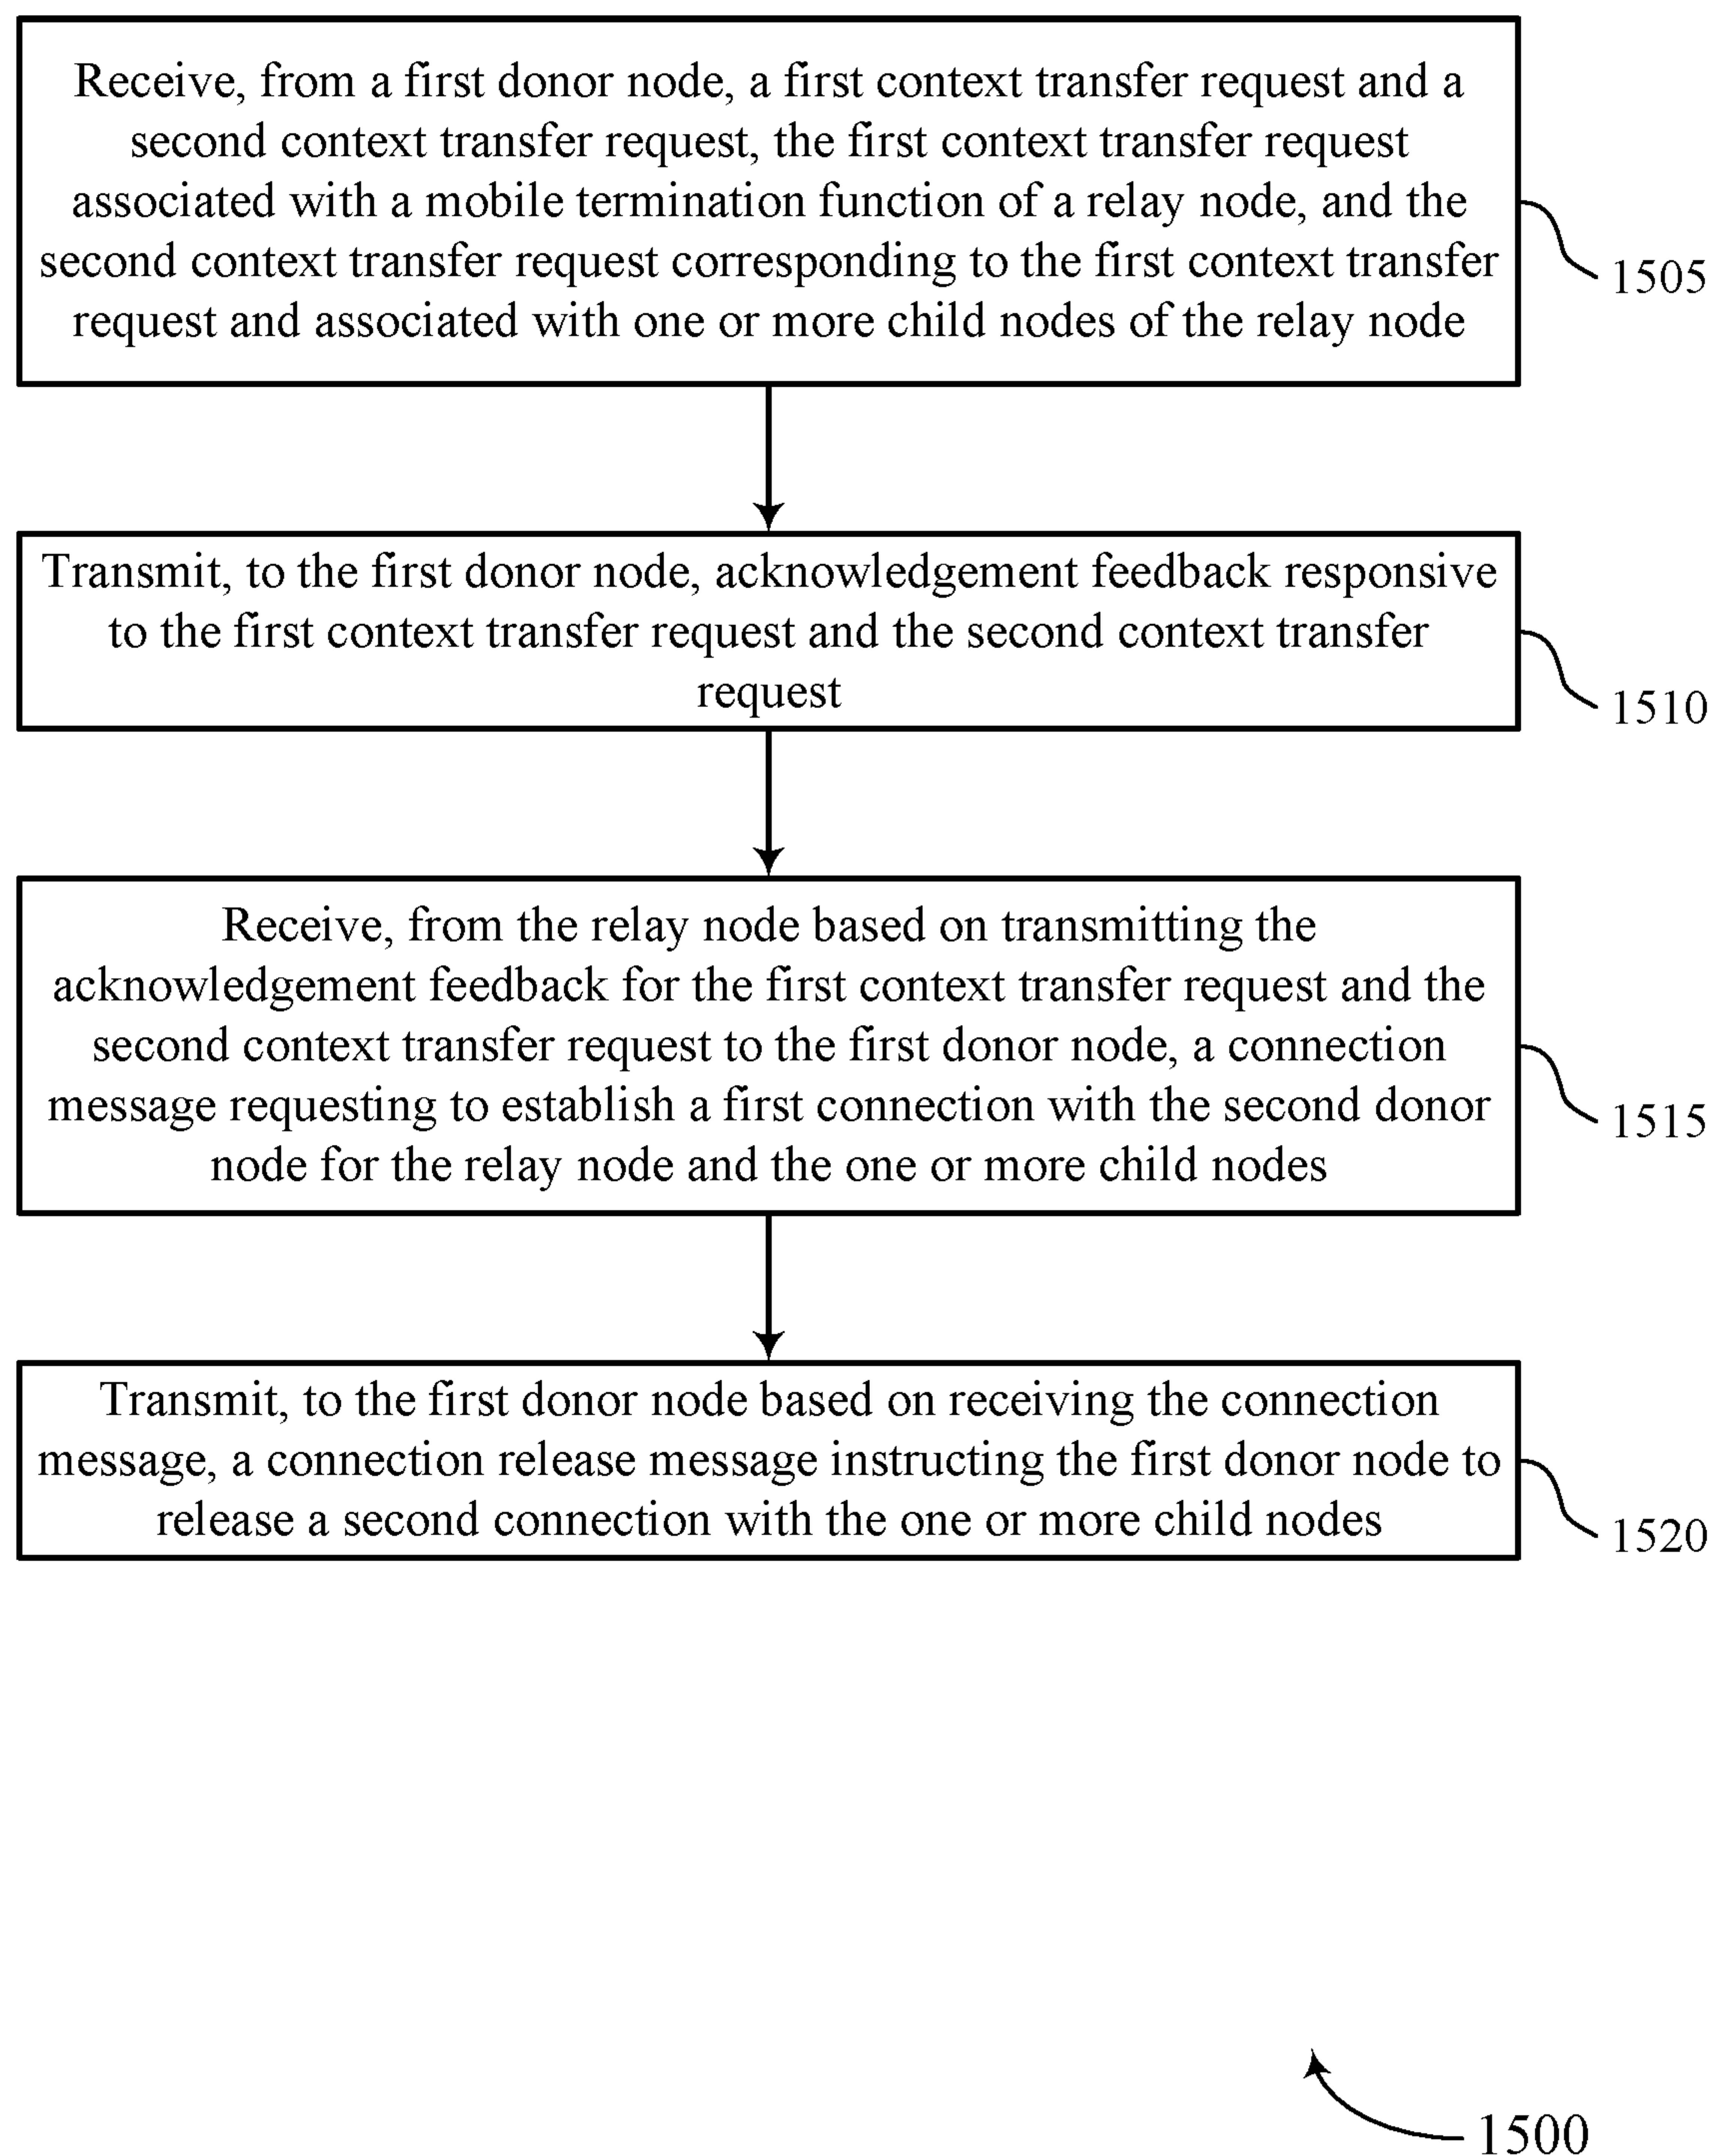 Receive, from a first donor node, a first context transfer request and a
second context transfer request, the first context transfer request
associated with a mobile termination function of a relay node, and the
second context transfer request corresponding to the first context transfer
request and associated with one or more child nodes of the relay node
1505
Transmit, to the first donor node, acknowledgement feedback responsive
to the first context transfer request and the second context transfer
request
1510
Receive, from the relay node based on transmitting the
acknowledgement feedback for the first context transfer request and the
second context transfer request to the first donor node, a connection
message requesting to establish a first connection with the second donor
node for the relay node and the one or more child nodes
1515
Transmit, to the first donor node based on receiving the connection
message, a connection release message instructing the first donor node to
release a second connection with the one or more child nodes
1520
1500